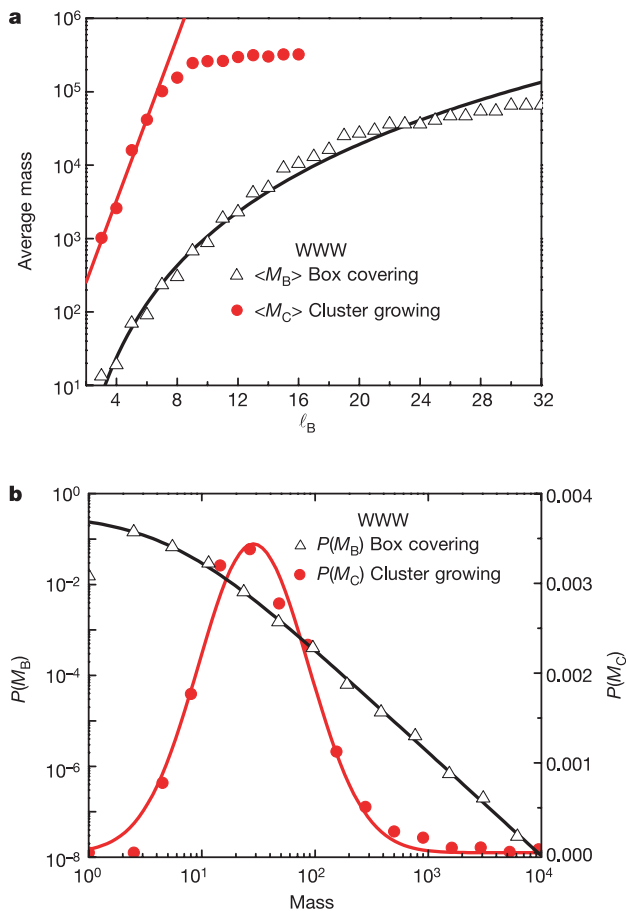 a
10^6
10^5
10^4
10^3
10^2
10^1
Average mass
WWW
<M_B> Box covering
<M_C> Cluster growing
4 8 12 16 20 24 28 32
ℓ_B
b
10^0
10^-2
10^-4
10^-6
10^-8
P(M_B)
WWW
P(M_B) Box covering
P(M_C) Cluster growing
0.004
0.003
0.002
0.001
0.000
P(M_C)
10^0 10^1 10^2 10^3 10^4
Mass